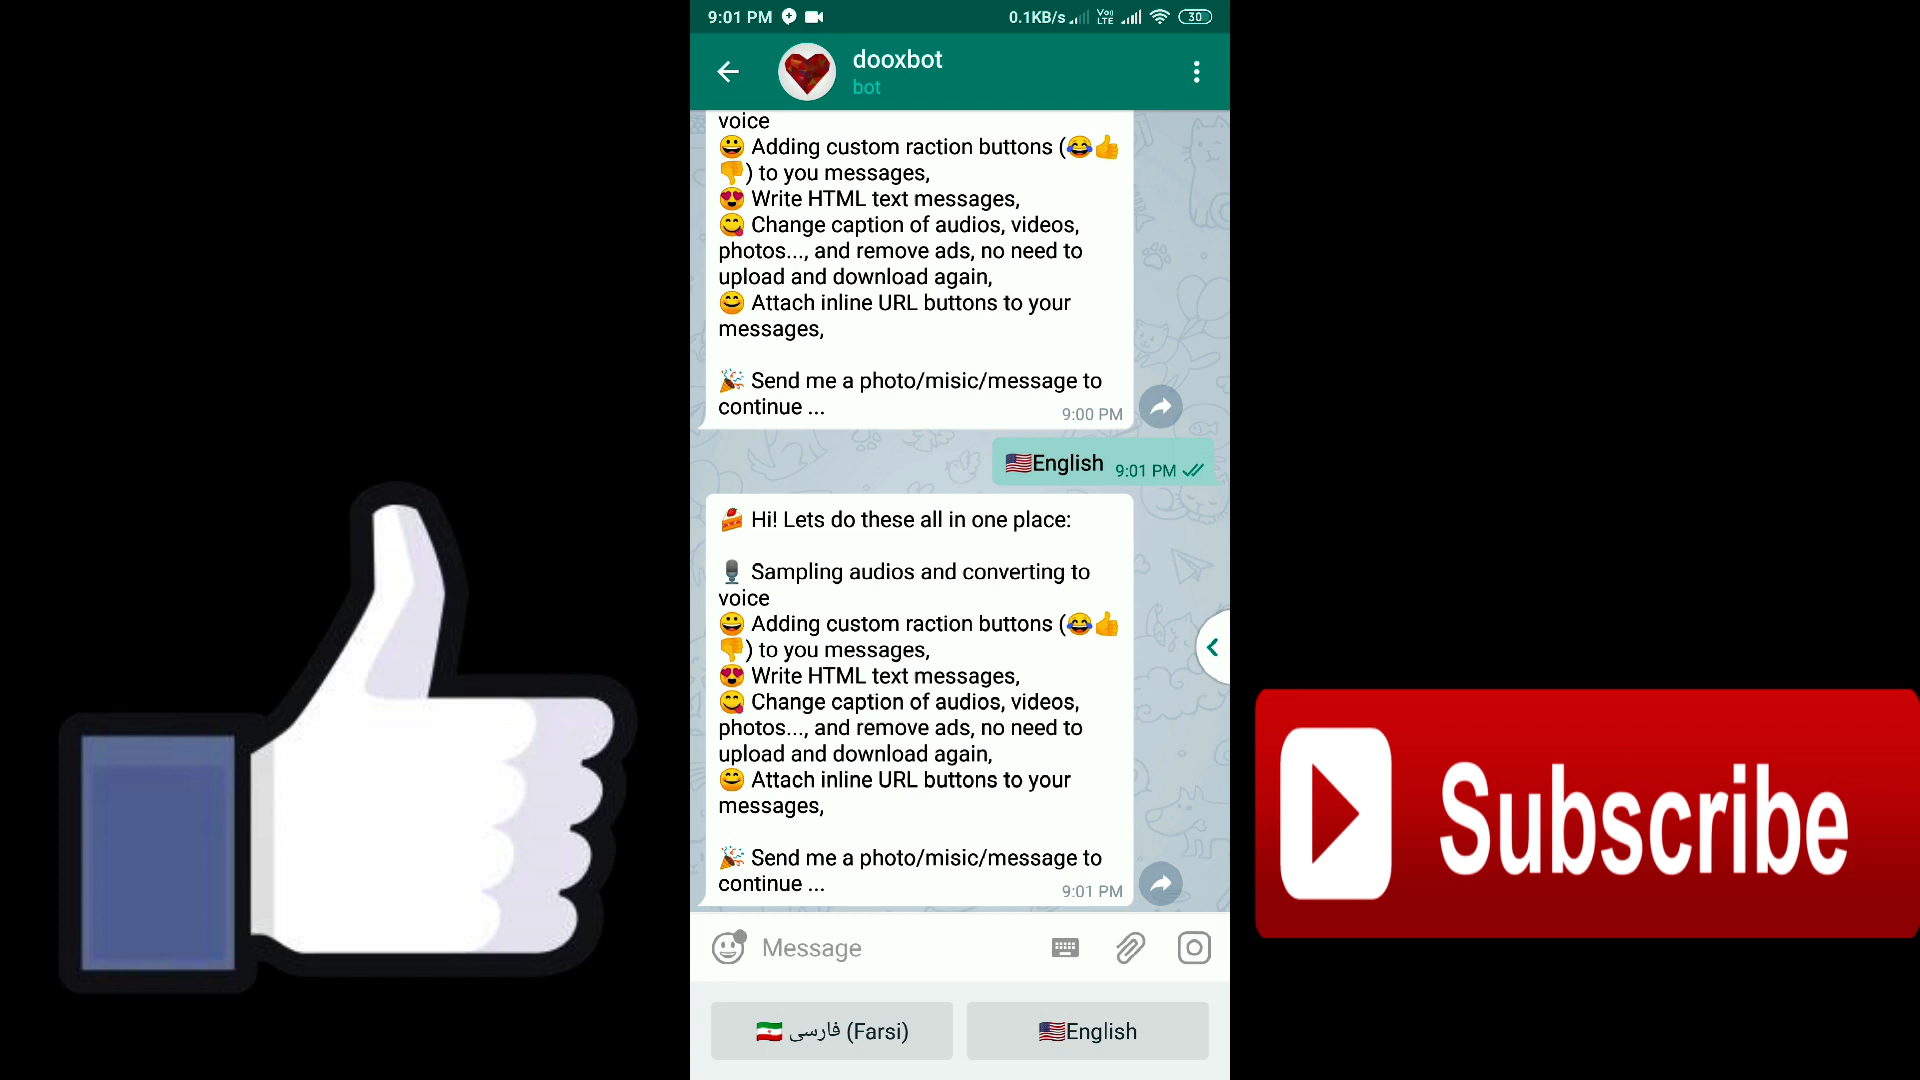 9:01 PM 0.1KB/s Vo)) LTE 30
dooxbot
bot
voice
😀 Adding custom raction buttons (😂👍
👎) to you messages,
😍 Write HTML text messages,
😋 Change caption of audios, videos,
photos..., and remove ads, no need to
upload and download again,
😊 Attach inline URL buttons to your
messages,
🎉 Send me a photo/misic/message to
continue ...
9:00 PM
🇺🇸English 9:01 PM
🍰 Hi! Lets do these all in one place:
🎙 Sampling audios and converting to
voice
😀 Adding custom raction buttons (😂👍
👎) to you messages,
😍 Write HTML text messages,
😋 Change caption of audios, videos,
photos..., and remove ads, no need to
upload and download again,
😊 Attach inline URL buttons to your
messages,
🎉 Send me a photo/misic/message to
continue ...
9:01 PM
Message
🇮🇷 فارسی (Farsi)
🇺🇸English
Subscribe